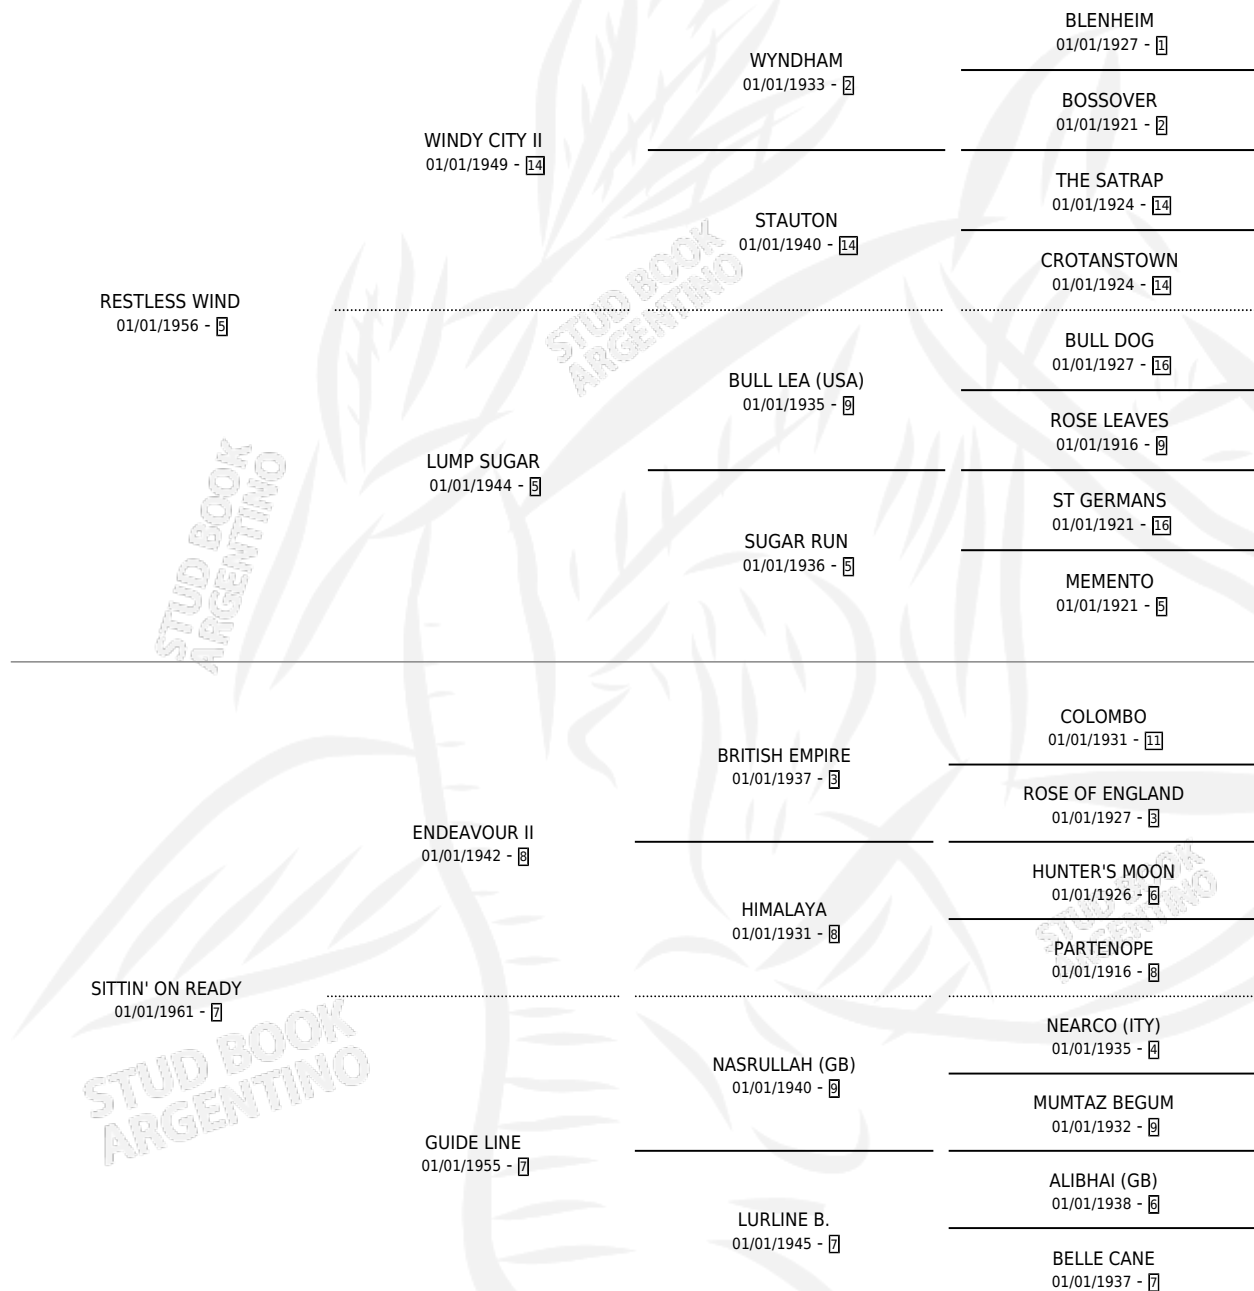 BLENHEIM
01/01/1927 - 1
WYNDHAM
01/01/1933 - 2
BOSSOVER
01/01/1921 - 2
WINDY CITY II
01/01/1949 - 14
THE SATRAP
01/01/1924 - 14
STAUTON
01/01/1940 - 14
CROTANSTOWN
01/01/1924 - 14
RESTLESS WIND
01/01/1956 - 5
BULL DOG
01/01/1927 - 16
BULL LEA (USA)
01/01/1935 - 9
ROSE LEAVES
01/01/1916 - 9
LUMP SUGAR
01/01/1944 - 5
ST GERMANS
01/01/1921 - 16
SUGAR RUN
01/01/1936 - 5
MEMENTO
01/01/1921 - 5
COLOMBO
01/01/1931 - 11
BRITISH EMPIRE
01/01/1937 - 3
ROSE OF ENGLAND
01/01/1927 - 3
ENDEAVOUR II
01/01/1942 - 8
HUNTER'S MOON
01/01/1926 - 6
HIMALAYA
01/01/1931 - 8
PARTENOPE
01/01/1916 - 8
SITTIN' ON READY
01/01/1961 - 7
NEARCO (ITY)
01/01/1935 - 4
NASRULLAH (GB)
01/01/1940 - 9
MUMTAZ BEGUM
01/01/1932 - 9
GUIDE LINE
01/01/1955 - 7
ALIBHAI (GB)
01/01/1938 - 6
LURLINE B.
01/01/1945 - 7
BELLE CANE
01/01/1937 - 7
STUD BOOK
ARGENTINO
STUD BOOK
ARGENTINO
STUD BOOK
ARGENTINO
STUD BOOK
ARGENTINO